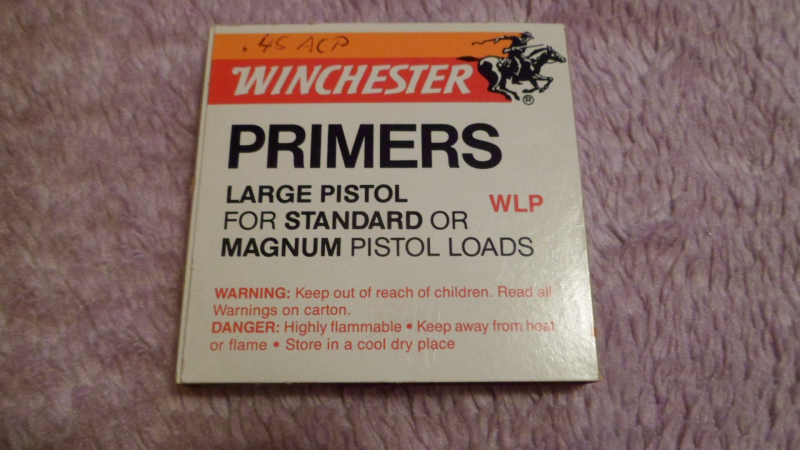 .45 ACP
WINCHESTER
®
PRIMERS
LARGE PISTOL
WLP
FOR STANDARD OR
MAGNUM PISTOL LOADS
WARNING: Keep out of reach of children. Read all
Warnings on carton.
DANGER: Highly flammable • Keep away from heat
or flame • Store in a cool dry place